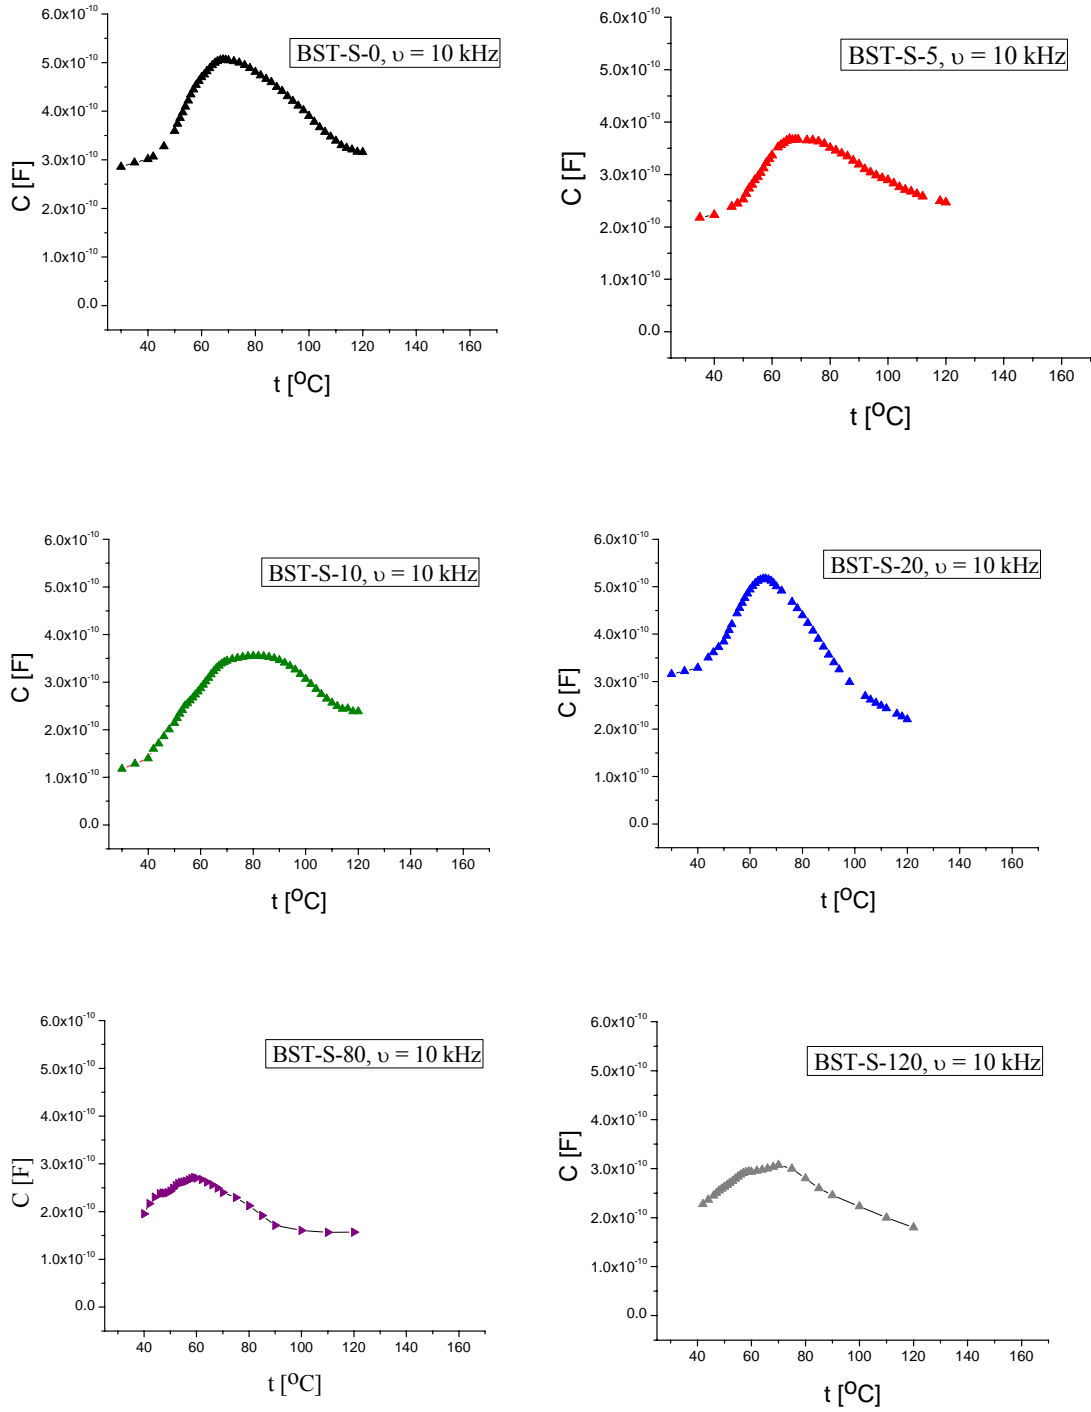 6.0x10⁻¹⁰
BST-S-0, υ = 10 kHz
5.0x10⁻¹⁰
4.0x10⁻¹⁰
3.0x10⁻¹⁰
2.0x10⁻¹⁰
1.0x10⁻¹⁰
0.0
C [F]
40 60 80 100 120 140 160
t [ºC]
6.0x10⁻¹⁰
BST-S-5, υ = 10 kHz
5.0x10⁻¹⁰
4.0x10⁻¹⁰
3.0x10⁻¹⁰
2.0x10⁻¹⁰
1.0x10⁻¹⁰
0.0
C [F]
40 60 80 100 120 140 160
t [ºC]
6.0x10⁻¹⁰
BST-S-10, υ = 10 kHz
5.0x10⁻¹⁰
4.0x10⁻¹⁰
3.0x10⁻¹⁰
2.0x10⁻¹⁰
1.0x10⁻¹⁰
0.0
C [F]
40 60 80 100 120 140 160
t [ºC]
6.0x10⁻¹⁰
BST-S-20, υ = 10 kHz
5.0x10⁻¹⁰
4.0x10⁻¹⁰
3.0x10⁻¹⁰
2.0x10⁻¹⁰
1.0x10⁻¹⁰
0.0
C [F]
40 60 80 100 120 140 160
t [ºC]
6.0x10⁻¹⁰
BST-S-80, υ = 10 kHz
5.0x10⁻¹⁰
4.0x10⁻¹⁰
3.0x10⁻¹⁰
2.0x10⁻¹⁰
1.0x10⁻¹⁰
0.0
C [F]
40 60 80 100 120 140 160
t [ºC]
6.0x10⁻¹⁰
BST-S-120, υ = 10 kHz
5.0x10⁻¹⁰
4.0x10⁻¹⁰
3.0x10⁻¹⁰
2.0x10⁻¹⁰
1.0x10⁻¹⁰
0.0
C [F]
40 60 80 100 120 140 160
t [ºC]